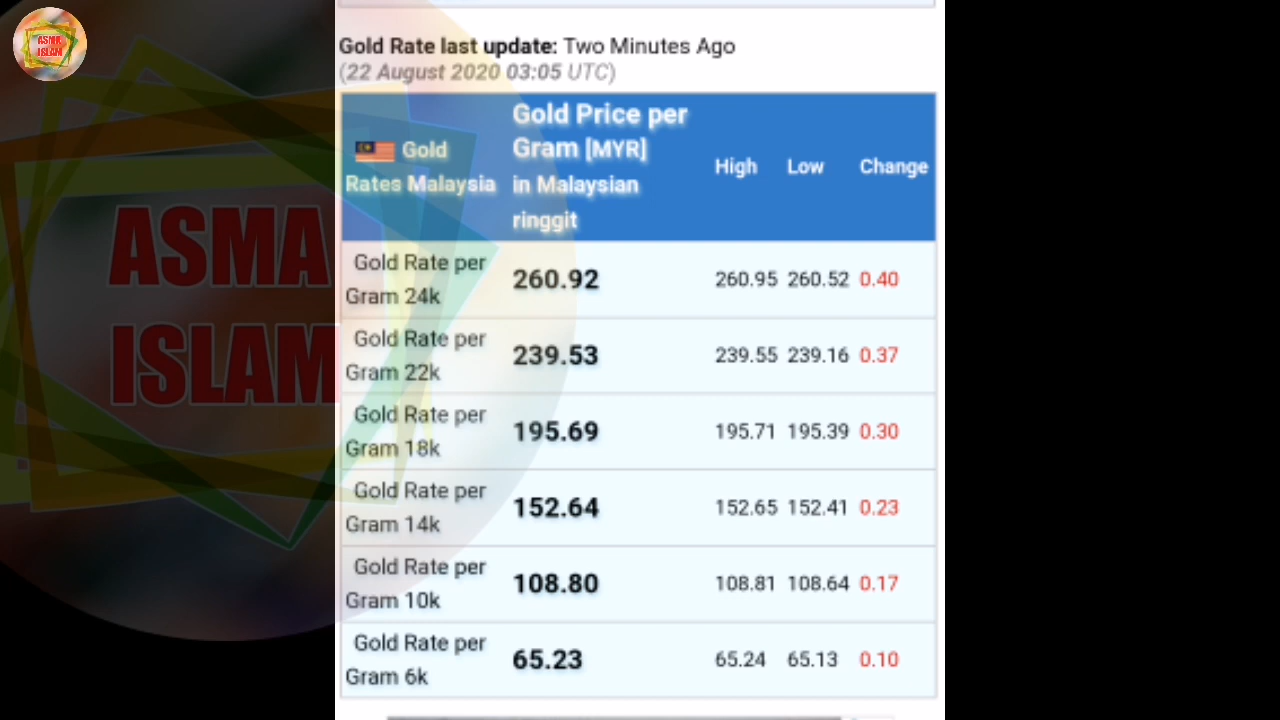 ASMA
ISLAM
Gold Rate last update: Two Minutes Ago
(22 August 2020 03:05 UTC)
Gold
Rates Malaysia
Gold Price per
Gram [MYR]
in Malaysian
ringgit
High Low Change
ASMA
ISLAM
Gold Rate per
Gram 24k
260.92 260.95 260.52 0.40
Gold Rate per
Gram 22k
239.53 239.55 239.16 0.37
Gold Rate per
Gram 18k
195.69 195.71 195.39 0.30
Gold Rate per
Gram 14k
152.64 152.65 152.41 0.23
Gold Rate per
Gram 10k
108.80 108.81 108.64 0.17
Gold Rate per
Gram 6k
65.23 65.24 65.13 0.10